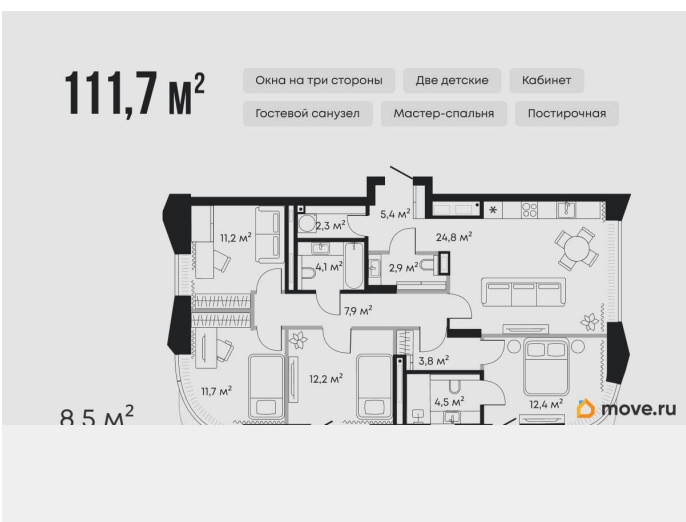 111,7 м²
Окна на три стороны
Две детские
Кабинет
Гостевой санузел
Мастер-спальня
Постирочная
5,4 м²
2,3 м²
11,2 м²
24,8 м²
4,1 м²
2,9 м²
7,9 м²
3,8 м²
12,2 м²
11,7 м²
4,5 м²
12,4 м²
move.ru
8,5 м²